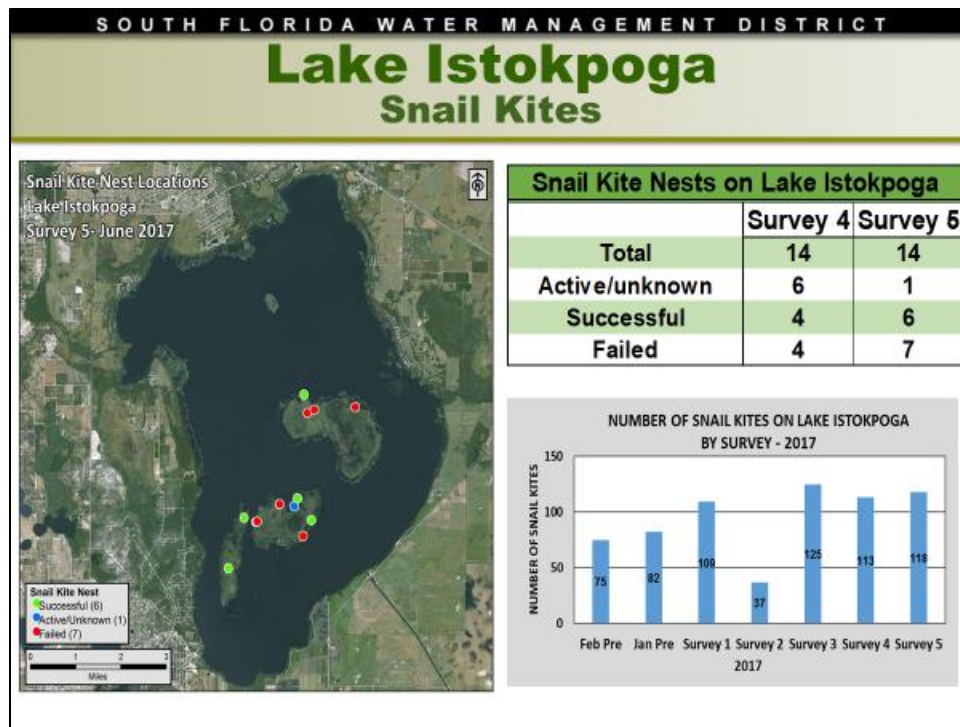 SOUTH FLORIDA WATER MANAGEMENT DISTRICT
Lake Istokpoga
Snail Kites
Snail Kite Nest Locations
Lake Istokpoga
Survey 5- June 2017
Snail Kite Nest
Successful (6)
Active/Unknown (1)
Failed (7)
0 1 2 3
Miles
Snail Kite Nests on Lake Istokpoga
Survey 4 Survey 5
Total 14 14
Active/unknown 6 1
Successful 4 6
Failed 4 7
NUMBER OF SNAIL KITES ON LAKE ISTOKPOGA
BY SURVEY - 2017
NUMBER OF SNAIL KITES
150
100
50
0
75 82 109 37 125 113 118
Feb Pre Jan Pre Survey 1 Survey 2 Survey 3 Survey 4 Survey 5
2017